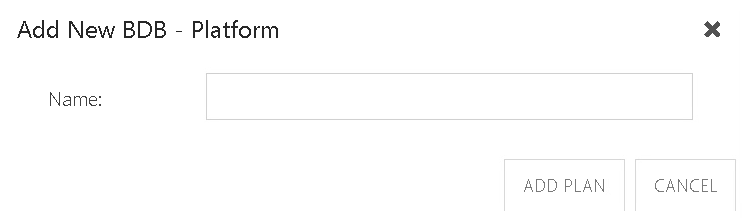 Add New BDB - Platform
Name:
ADD PLAN CANCEL